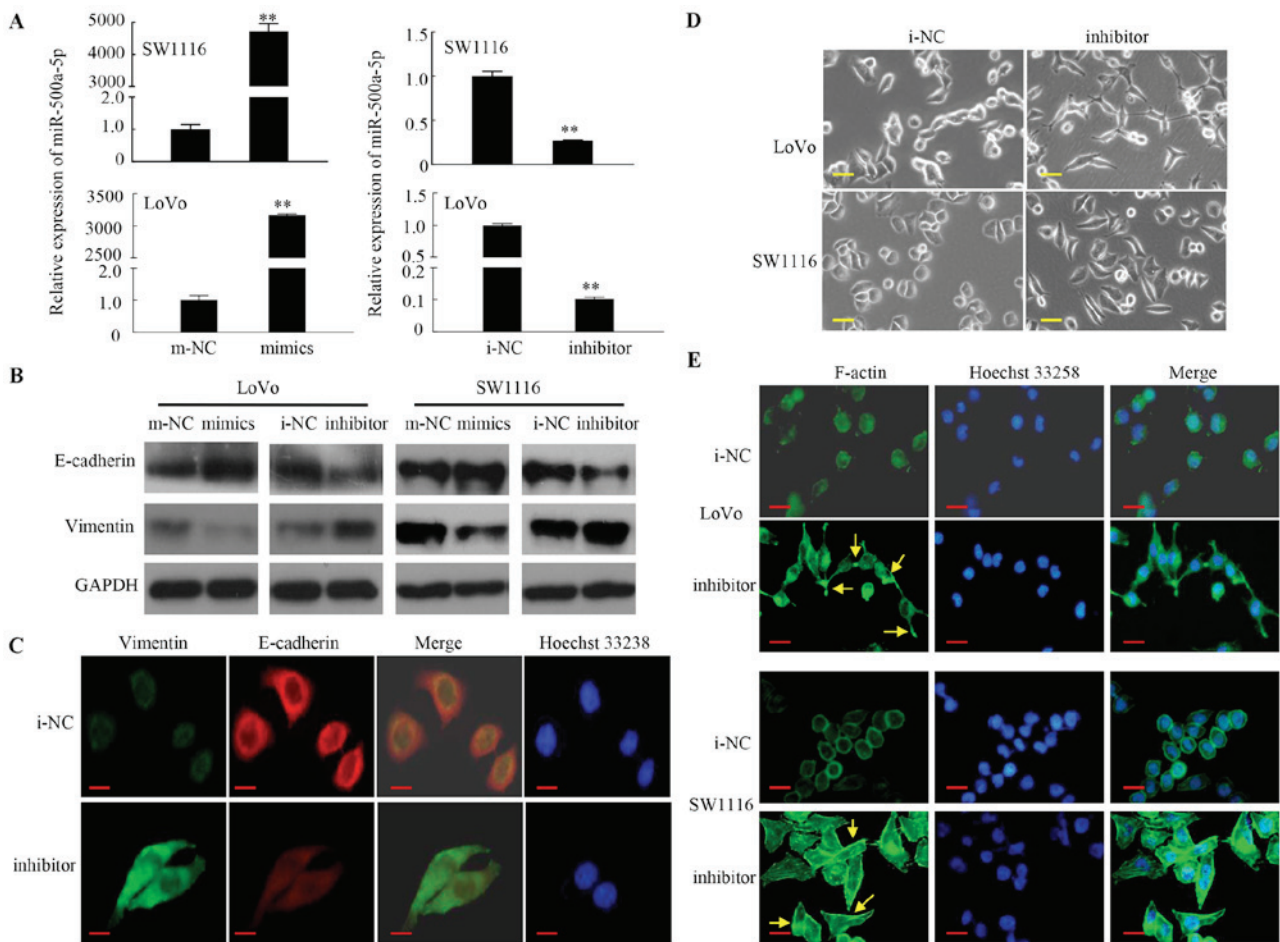 A
Relative expression of miR-500a-5p
SW1116
**
5000
4000
3000
2.0
1.0
0
LoVo
**
3500
3000
2500
2.0
1.0
0
m-NC mimics
Relative expression of miR-500a-5p
SW1116
1.5
1.0
0.5
0
**
LoVo
1.5
1.0
0.5
0.2
0.1
0
**
i-NC inhibitor
B
LoVo SW1116
m-NC mimics i-NC inhibitor m-NC mimics i-NC inhibitor
E-cadherin
Vimentin
GAPDH
C
Vimentin E-cadherin Merge Hoechst 33238
i-NC
inhibitor
D
i-NC inhibitor
LoVo
SW1116
E
F-actin Hoechst 33258 Merge
i-NC
LoVo
inhibitor
i-NC
SW1116
inhibitor